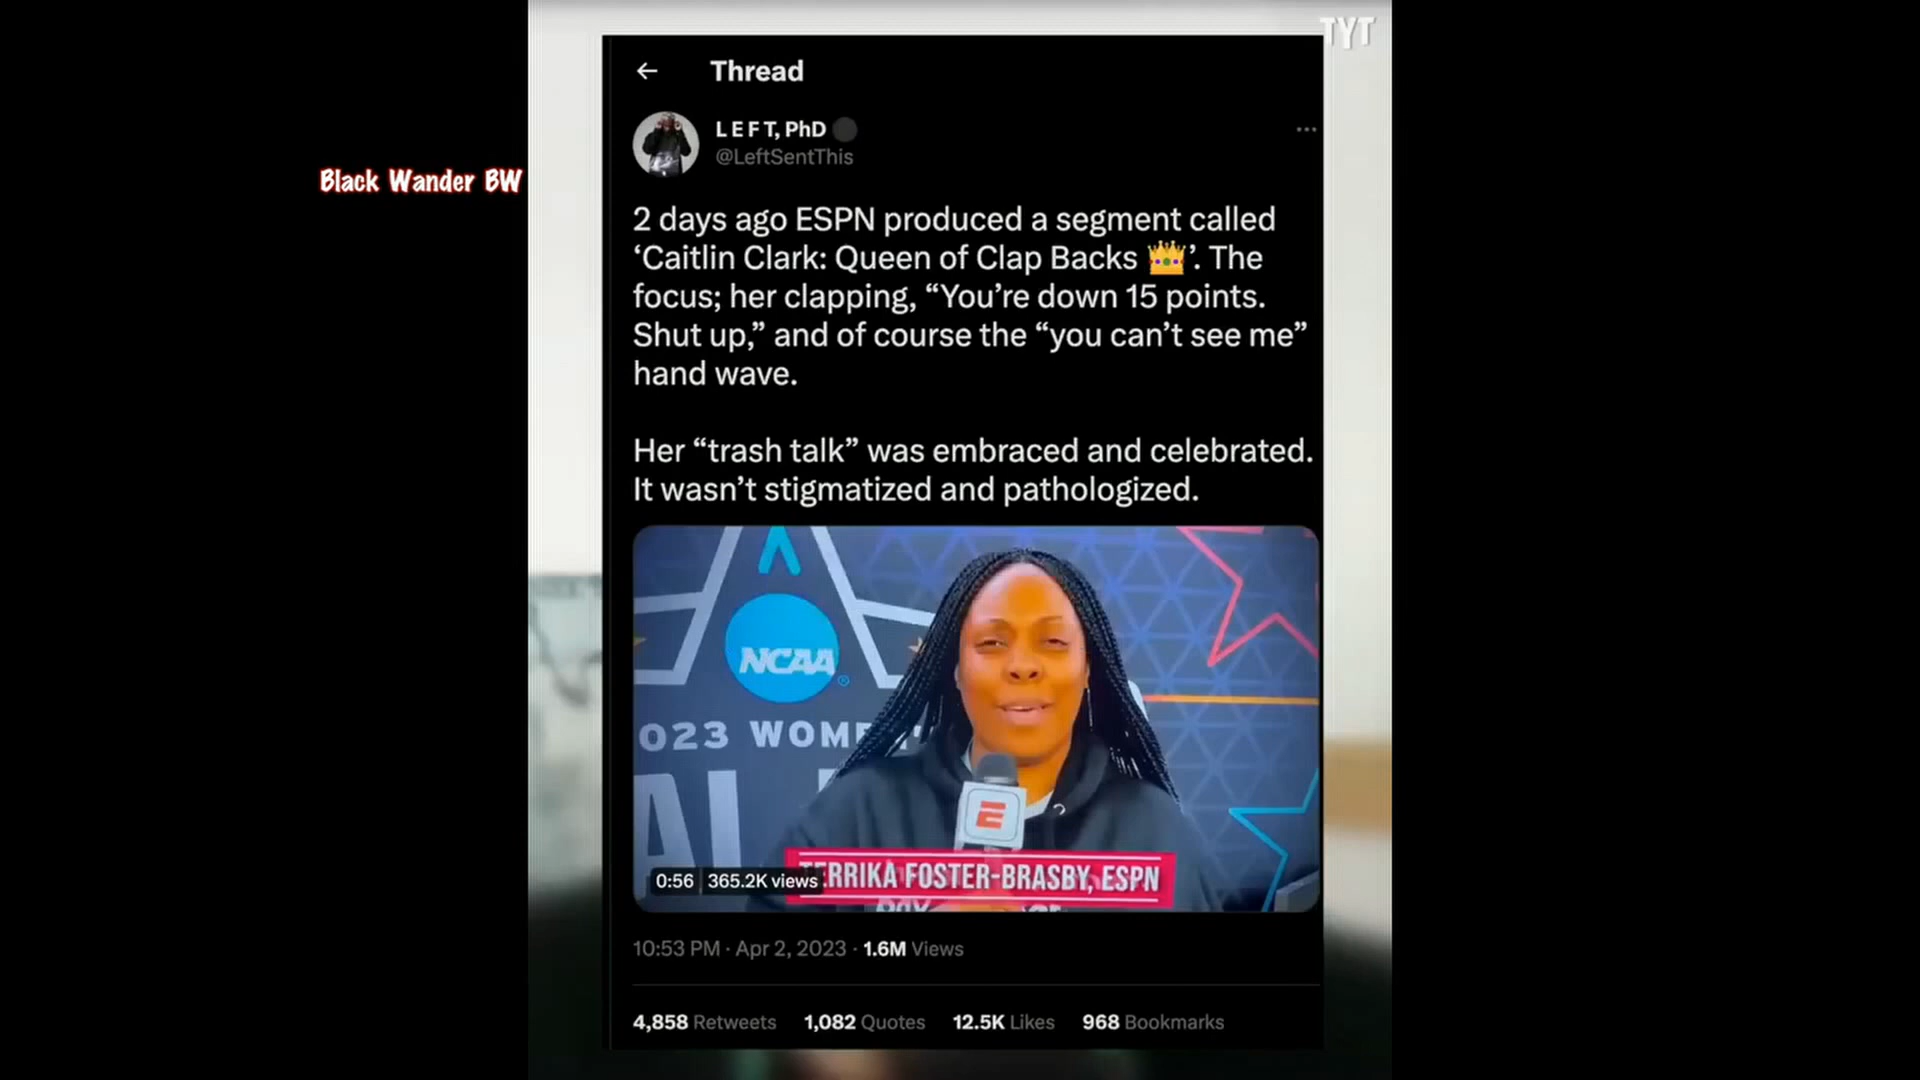 TYT
Thread
L E F T, PhD
@LeftSentThis
Black Wander BW
2 days ago ESPN produced a segment called
‘Caitlin Clark: Queen of Clap Backs 👑’. The
focus; her clapping, “You’re down 15 points.
Shut up,” and of course the “you can’t see me”
hand wave.
Her “trash talk” was embraced and celebrated.
It wasn’t stigmatized and pathologized.
NCAA
023 WOME
0:56 365.2K views
ERRIKA FOSTER-BRASBY, ESPN
10:53 PM · Apr 2, 2023 · 1.6M Views
4,858 Retweets 1,082 Quotes 12.5K Likes 968 Bookmarks